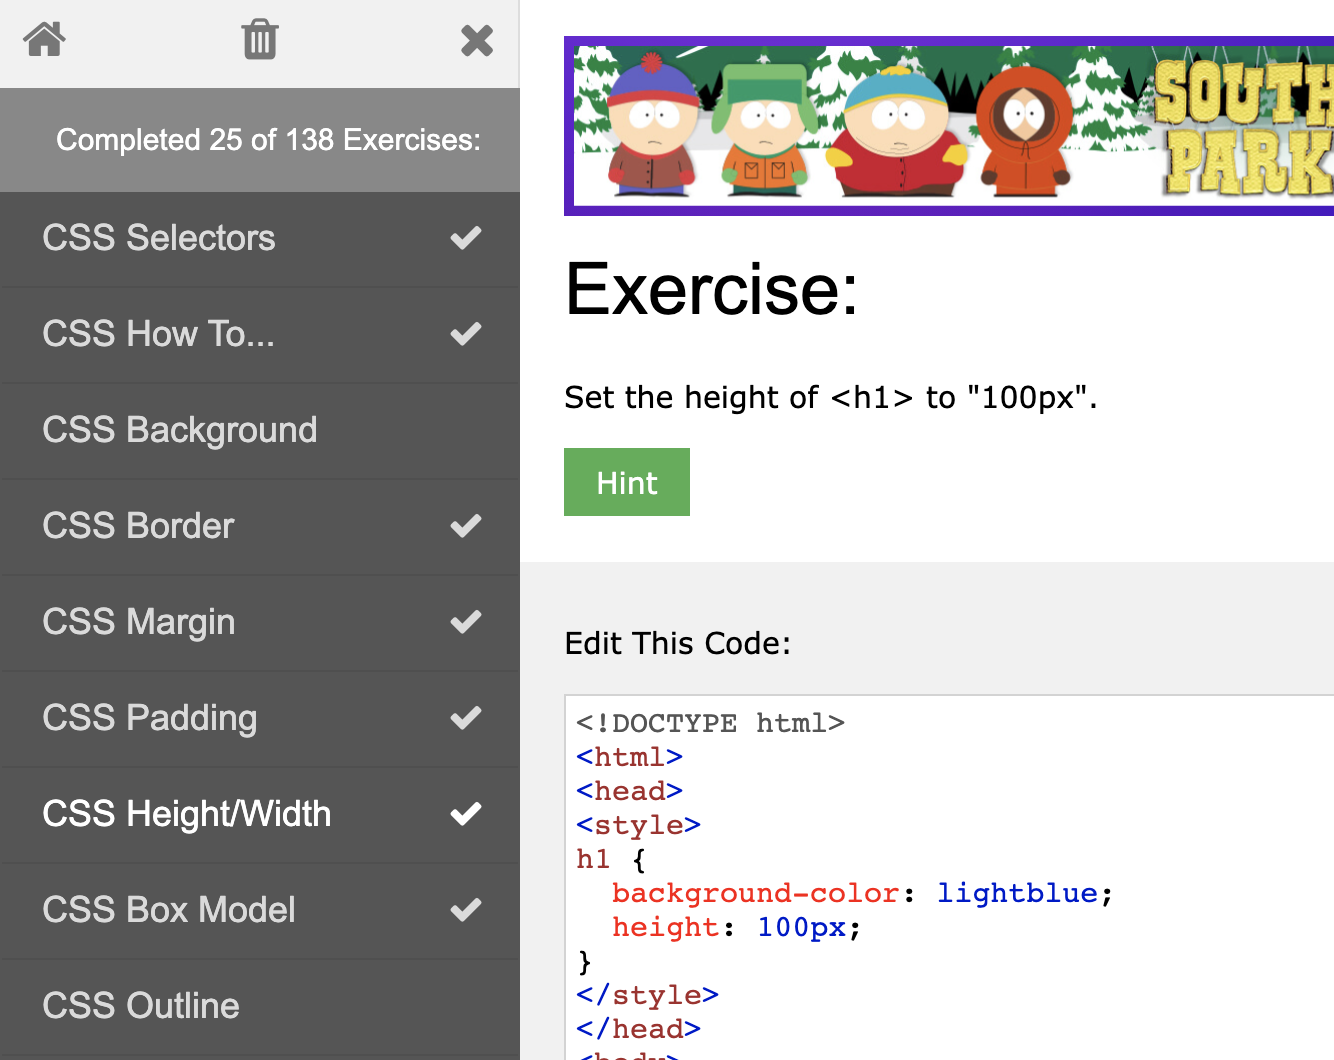 Completed 25 of 138 Exercises:
CSS Selectors
CSS How To...
CSS Background
CSS Border
CSS Margin
CSS Padding
CSS Height/Width
CSS Box Model
CSS Outline
SOUTH
PARK
Exercise:
Set the height of <h1> to "100px".
Hint
Edit This Code:
<!DOCTYPE html>
<html>
<head>
<style>
h1 {
  background-color: lightblue;
  height: 100px;
}
</style>
</head>
<body>